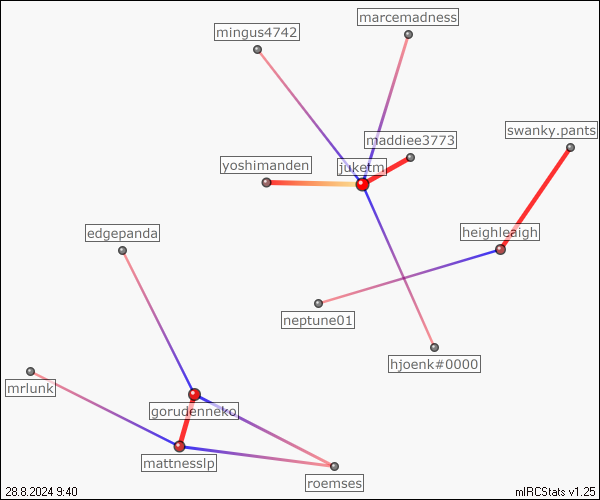 marcemadness
mingus4742
swanky.pants
maddiee3773
yoshimanden
juketm
edgepanda
heighleaigh
neptune01
hjoenk#0000
mrlunk
gorudenneko
mattnesslp
roemses
28.8.2024 9:40
mIRCStats v1.25